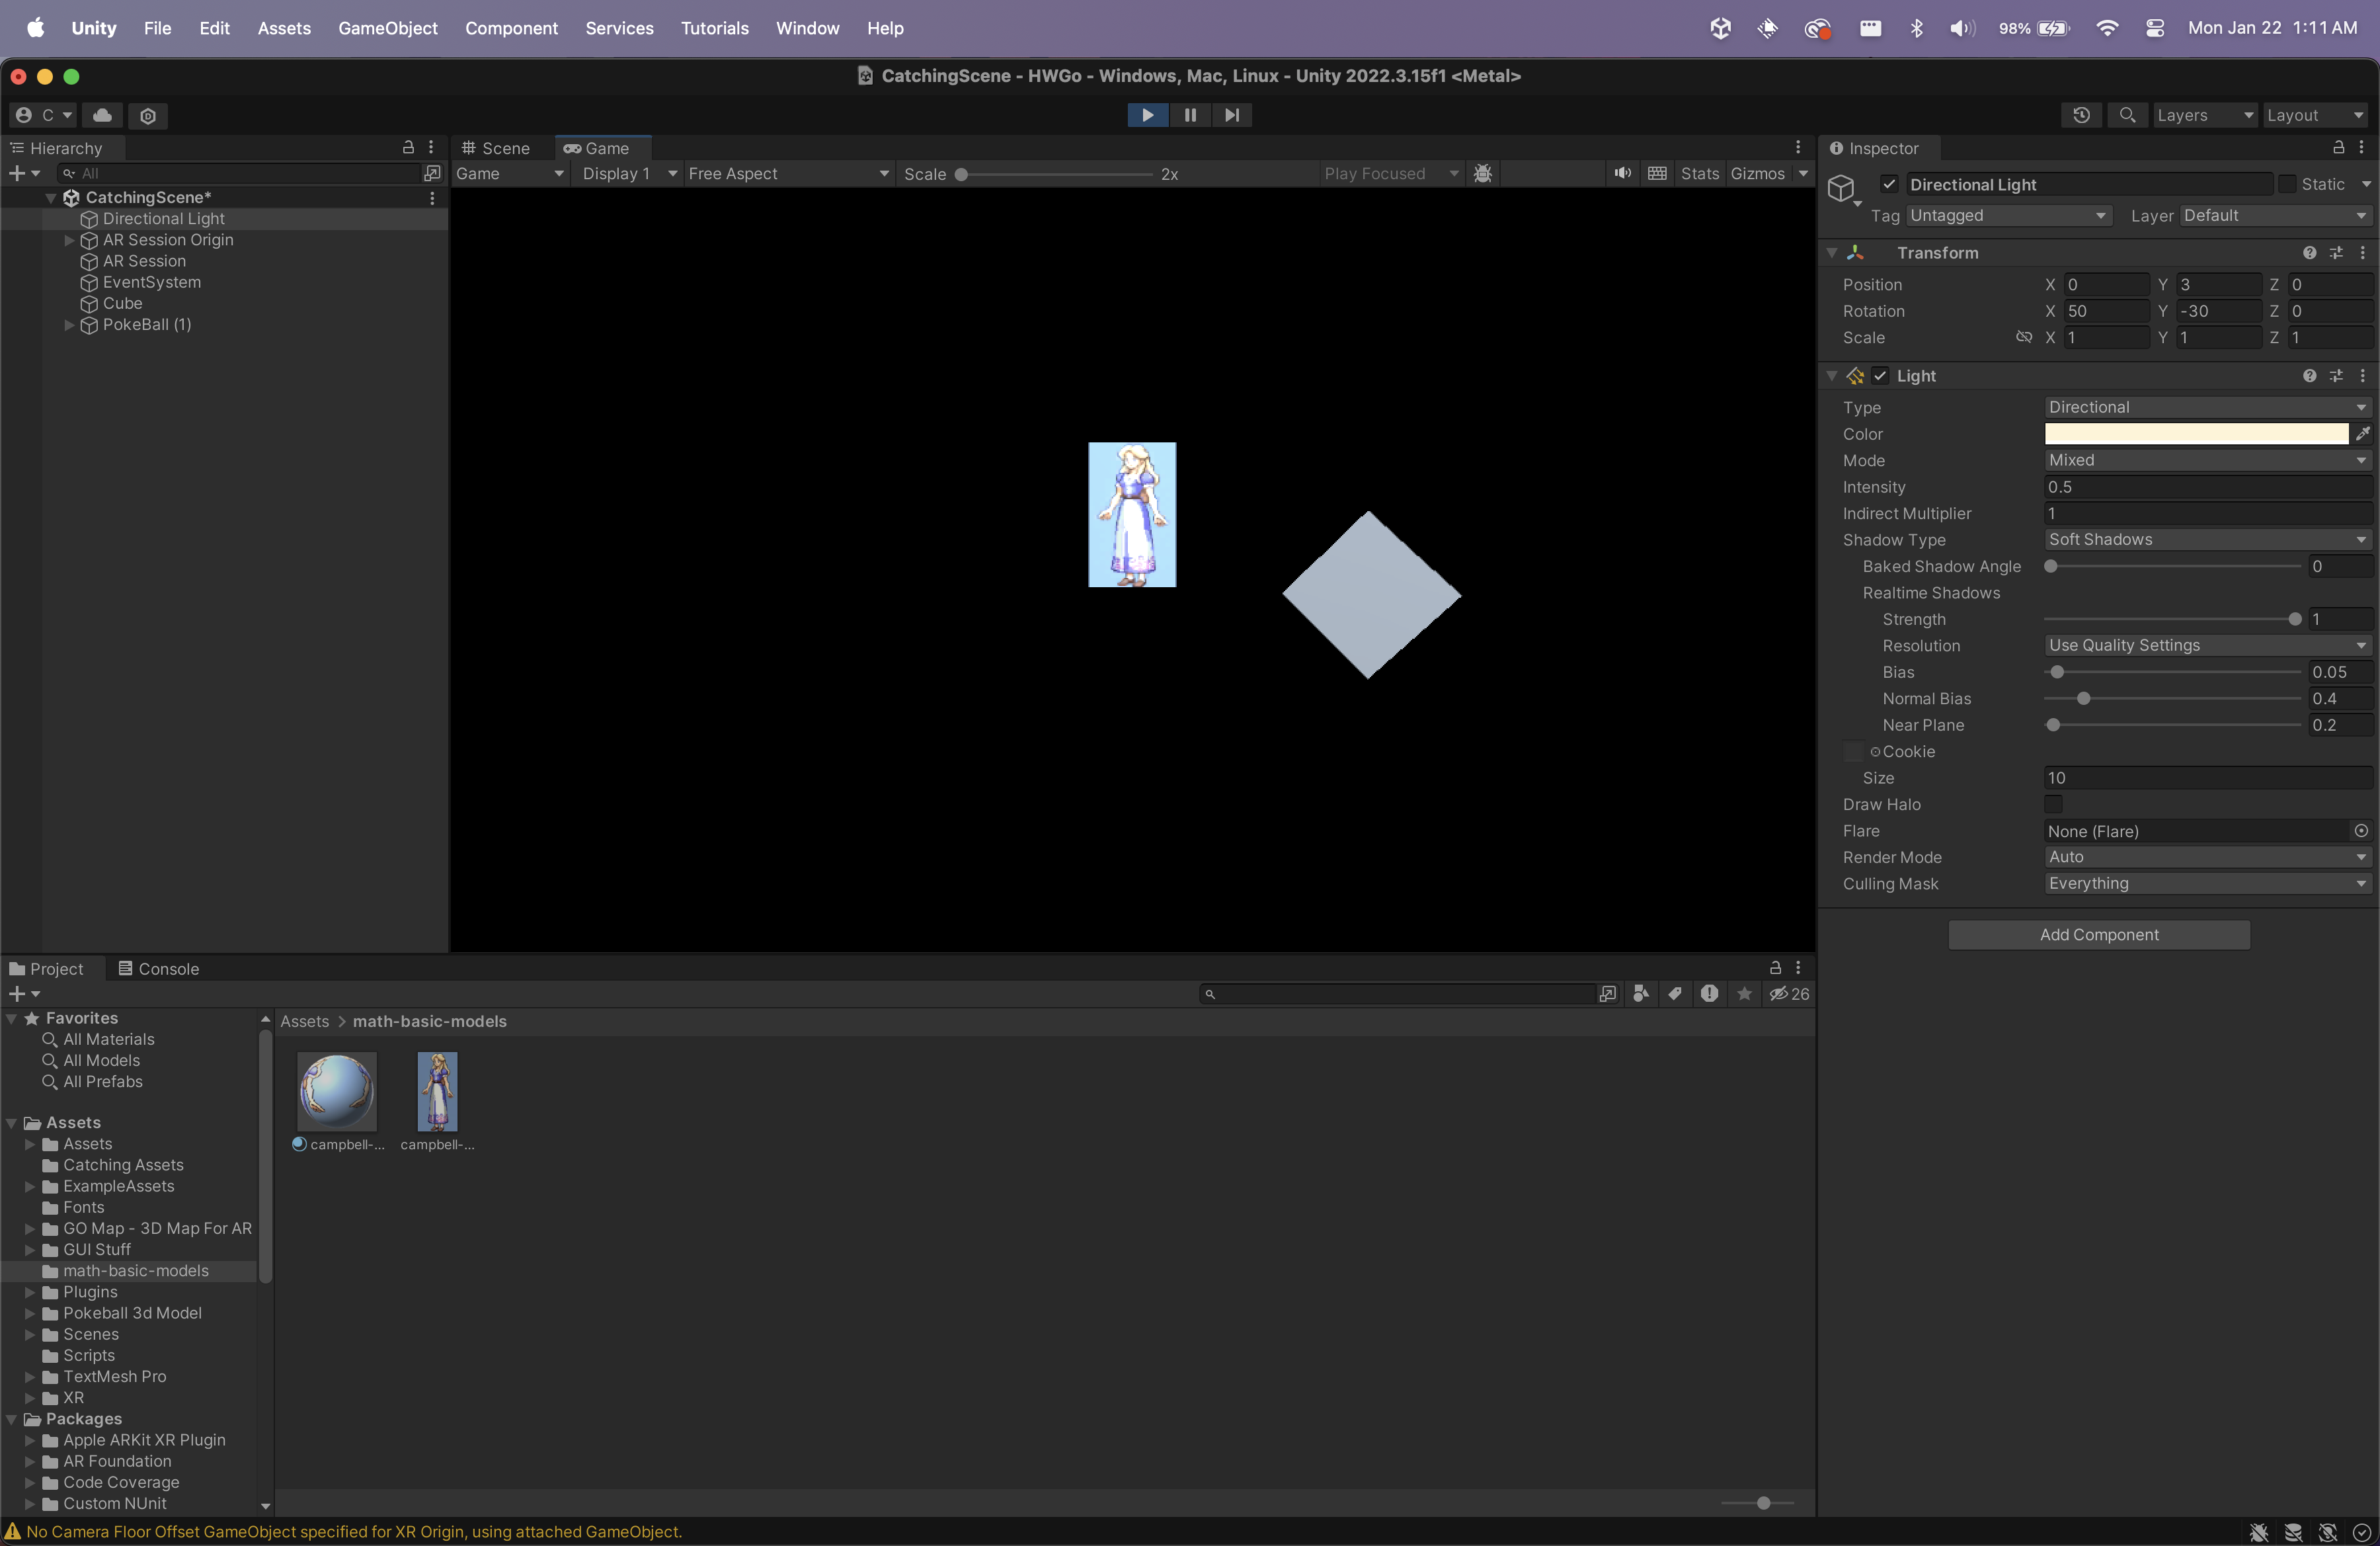 Unity File Edit Assets GameObject Component Services Tutorials Window Help 98% Mon Jan 22 1:11 AM
CatchingScene - HWGo - Windows, Mac, Linux - Unity 2022.3.15f1 <Metal>
C Layers Layout
Hierarchy
All
CatchingScene*
Directional Light
AR Session Origin
AR Session
EventSystem
Cube
PokeBall (1)
Scene Game
Game Display 1 Free Aspect Scale 2x Play Focused Stats Gizmos
Inspector
Directional Light Static
Tag Untagged Layer Default
Transform
Position X 0 Y 3 Z 0
Rotation X 50 Y -30 Z 0
Scale X 1 Y 1 Z 1
Light
Type Directional
Color
Mode Mixed
Intensity 0.5
Indirect Multiplier 1
Shadow Type Soft Shadows
Baked Shadow Angle 0
Realtime Shadows
Strength 1
Resolution Use Quality Settings
Bias 0.05
Normal Bias 0.4
Near Plane 0.2
Cookie
Size 10
Draw Halo
Flare None (Flare)
Render Mode Auto
Culling Mask Everything
Add Component
Project Console
26
Favorites
All Materials
All Models
All Prefabs
Assets
Assets
Catching Assets
ExampleAssets
Fonts
GO Map - 3D Map For AR
GUI Stuff
math-basic-models
Plugins
Pokeball 3d Model
Scenes
Scripts
TextMesh Pro
XR
Packages
Apple ARKit XR Plugin
AR Foundation
Code Coverage
Custom NUnit
Assets > math-basic-models
campbell-... campbell-...
No Camera Floor Offset GameObject specified for XR Origin, using attached GameObject.